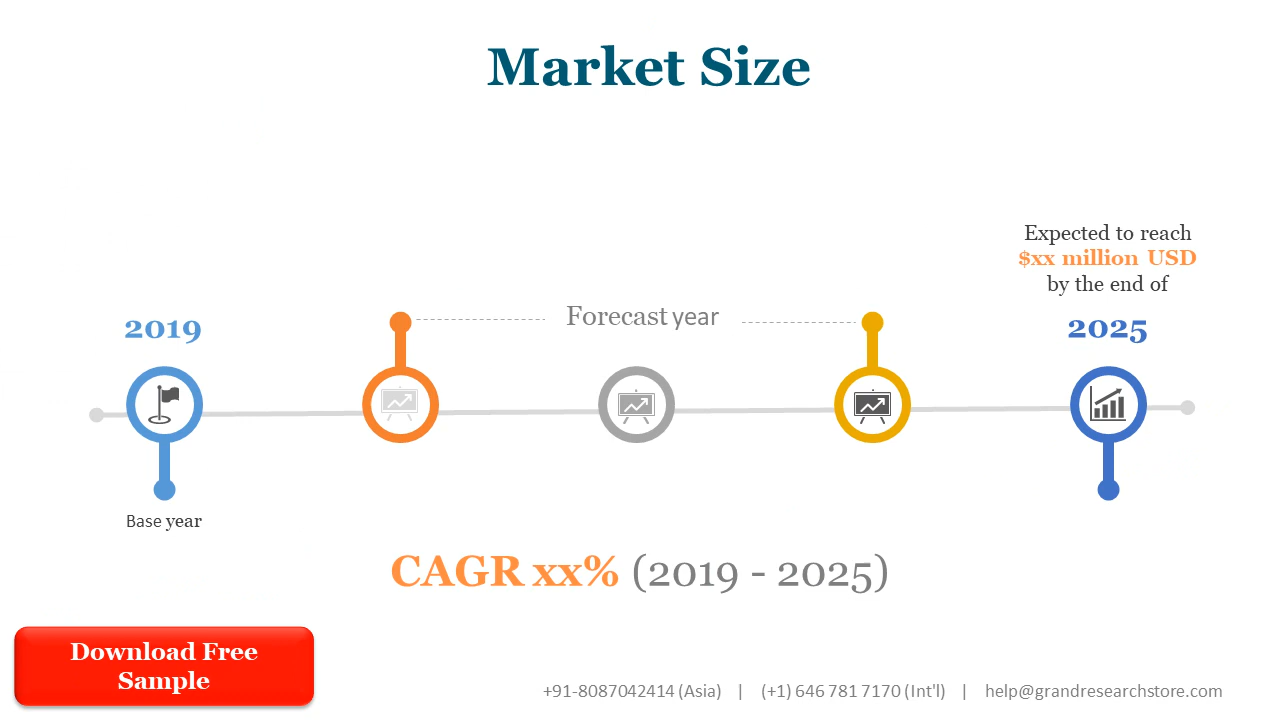 Market Size
Expected to reach
$xx million USD
by the end of
2019
Forecast year
2025
Base year
CAGR xx% (2019 - 2025)
Download Free
Sample
+91-8087042414 (Asia) | (+1) 646 781 7170 (Int'l) | help@grandresearchstore.com